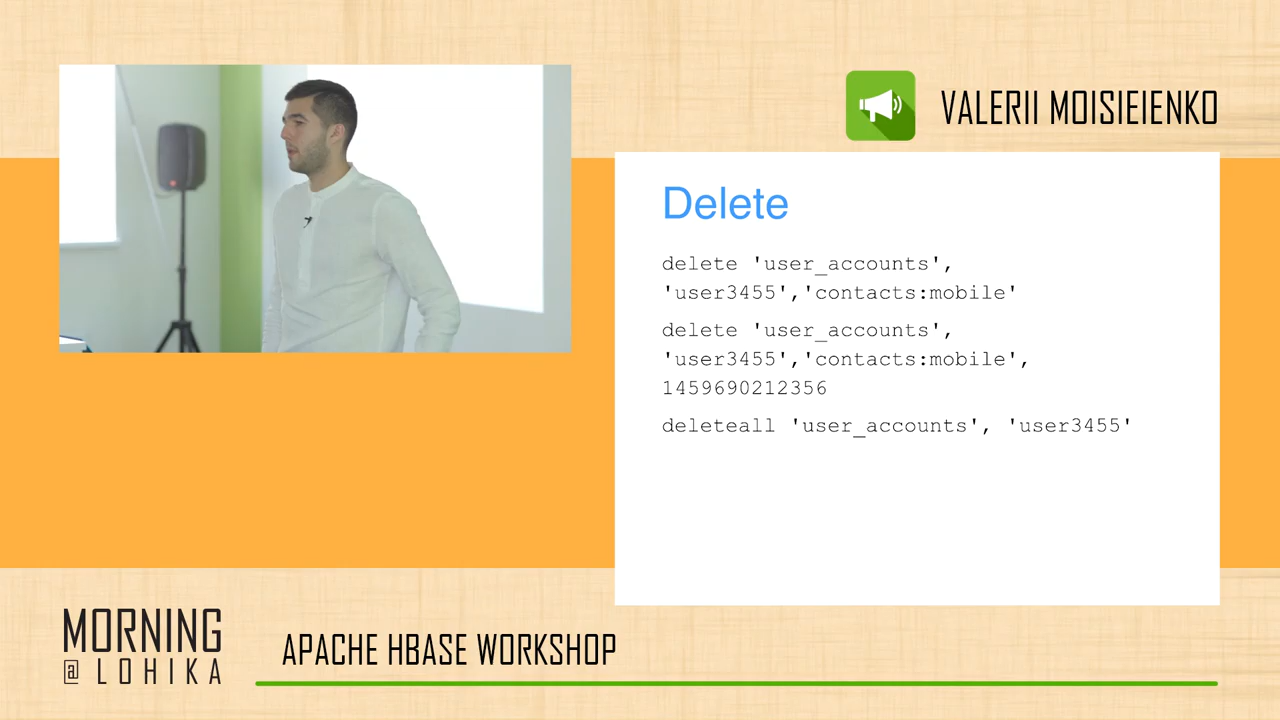 VALERII MOISIEIENKO
Delete
delete 'user_accounts',
'user3455','contacts:mobile'
delete 'user_accounts',
'user3455','contacts:mobile',
1459690212356
deleteall 'user_accounts', 'user3455'
MORNING
@ LOHIKA
APACHE HBASE WORKSHOP